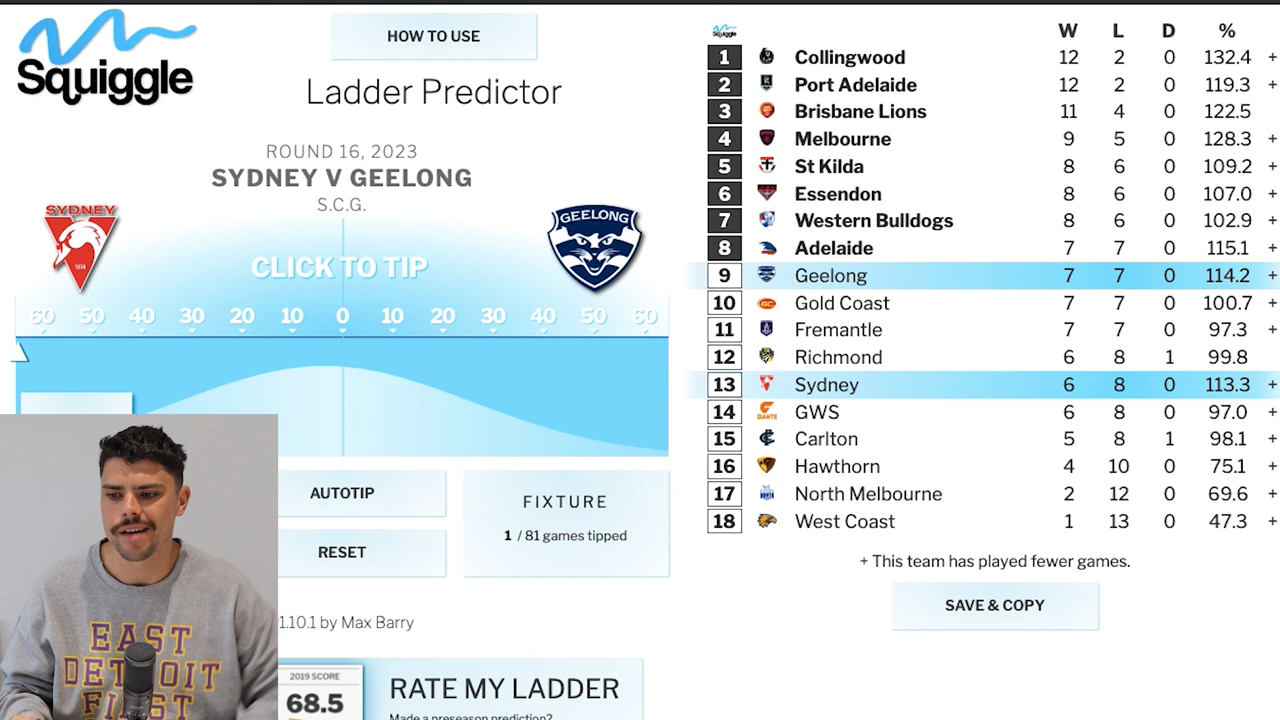 Squiggle
HOW TO USE
Ladder Predictor
ROUND 16, 2023
SYDNEY V GEELONG
S.C.G.
SYDNEY
1874
GEELONG
CLICK TO TIP
60 50 40 30 20 10 0 10 20 30 40 50 60
AUTOTIP
RESET
FIXTURE
1 / 81 games tipped
1.10.1 by Max Barry
2019 SCORE
68.5
RATE MY LADDER
Made a preseason prediction?
EAST
DETROIT
FIRST
Squiggle W L D %
1 Collingwood 12 2 0 132.4 +
2 Port Adelaide 12 2 0 119.3 +
3 Brisbane Lions 11 4 0 122.5
4 Melbourne 9 5 0 128.3 +
5 St Kilda 8 6 0 109.2 +
6 Essendon 8 6 0 107.0 +
7 Western Bulldogs 8 6 0 102.9 +
8 Adelaide 7 7 0 115.1 +
9 Geelong 7 7 0 114.2 +
10 Gold Coast 7 7 0 100.7 +
11 Fremantle 7 7 0 97.3 +
12 Richmond 6 8 1 99.8
13 Sydney 6 8 0 113.3 +
14 GWS 6 8 0 97.0 +
15 Carlton 5 8 1 98.1 +
16 Hawthorn 4 10 0 75.1 +
17 North Melbourne 2 12 0 69.6 +
18 West Coast 1 13 0 47.3 +
+ This team has played fewer games.
SAVE & COPY